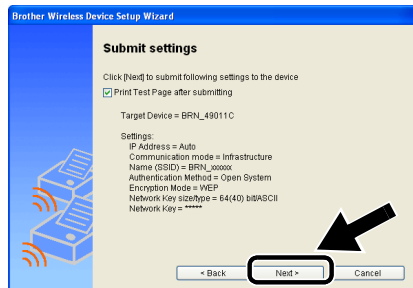 Brother Wireless Device Setup Wizard
Submit settings
Click [Next] to submit following settings to the device
Print Test Page after submitting
Target Device = BRN_49011C
Settings:
IP Address = Auto
Communication mode = Infrastructure
Name (SSID) = BRN_xxxxxx
Authentication Method = Open System
Encryption Mode = WEP
Network Key size/type = 64(40) bit/ASCII
Network Key = *****
< Back
Next >
Cancel